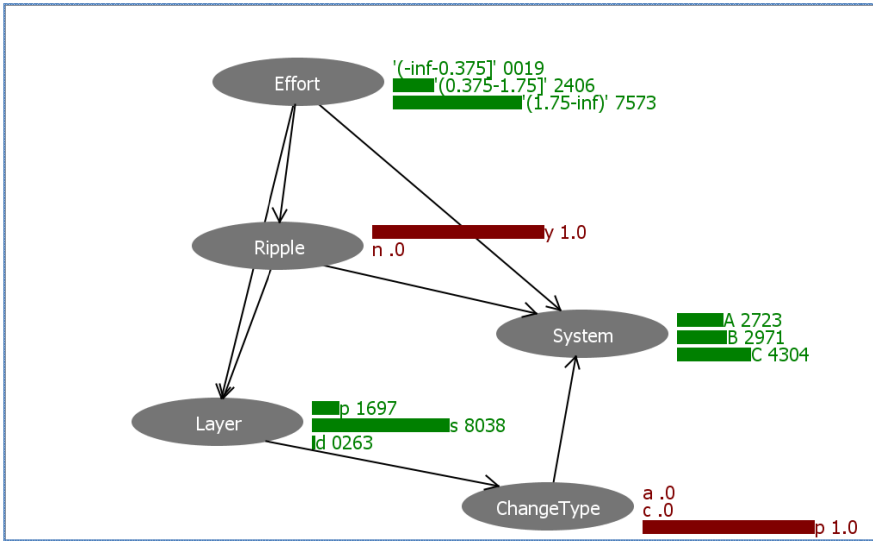 Effort
'(-inf-0.375]' 0019
'(0.375-1.75]' 2406
'(1.75-inf)' 7573
Ripple
y 1.0
n .0
System
A 2723
B 2971
C 4304
Layer
p 1697
s 8038
d 0263
ChangeType
a .0
c .0
p 1.0